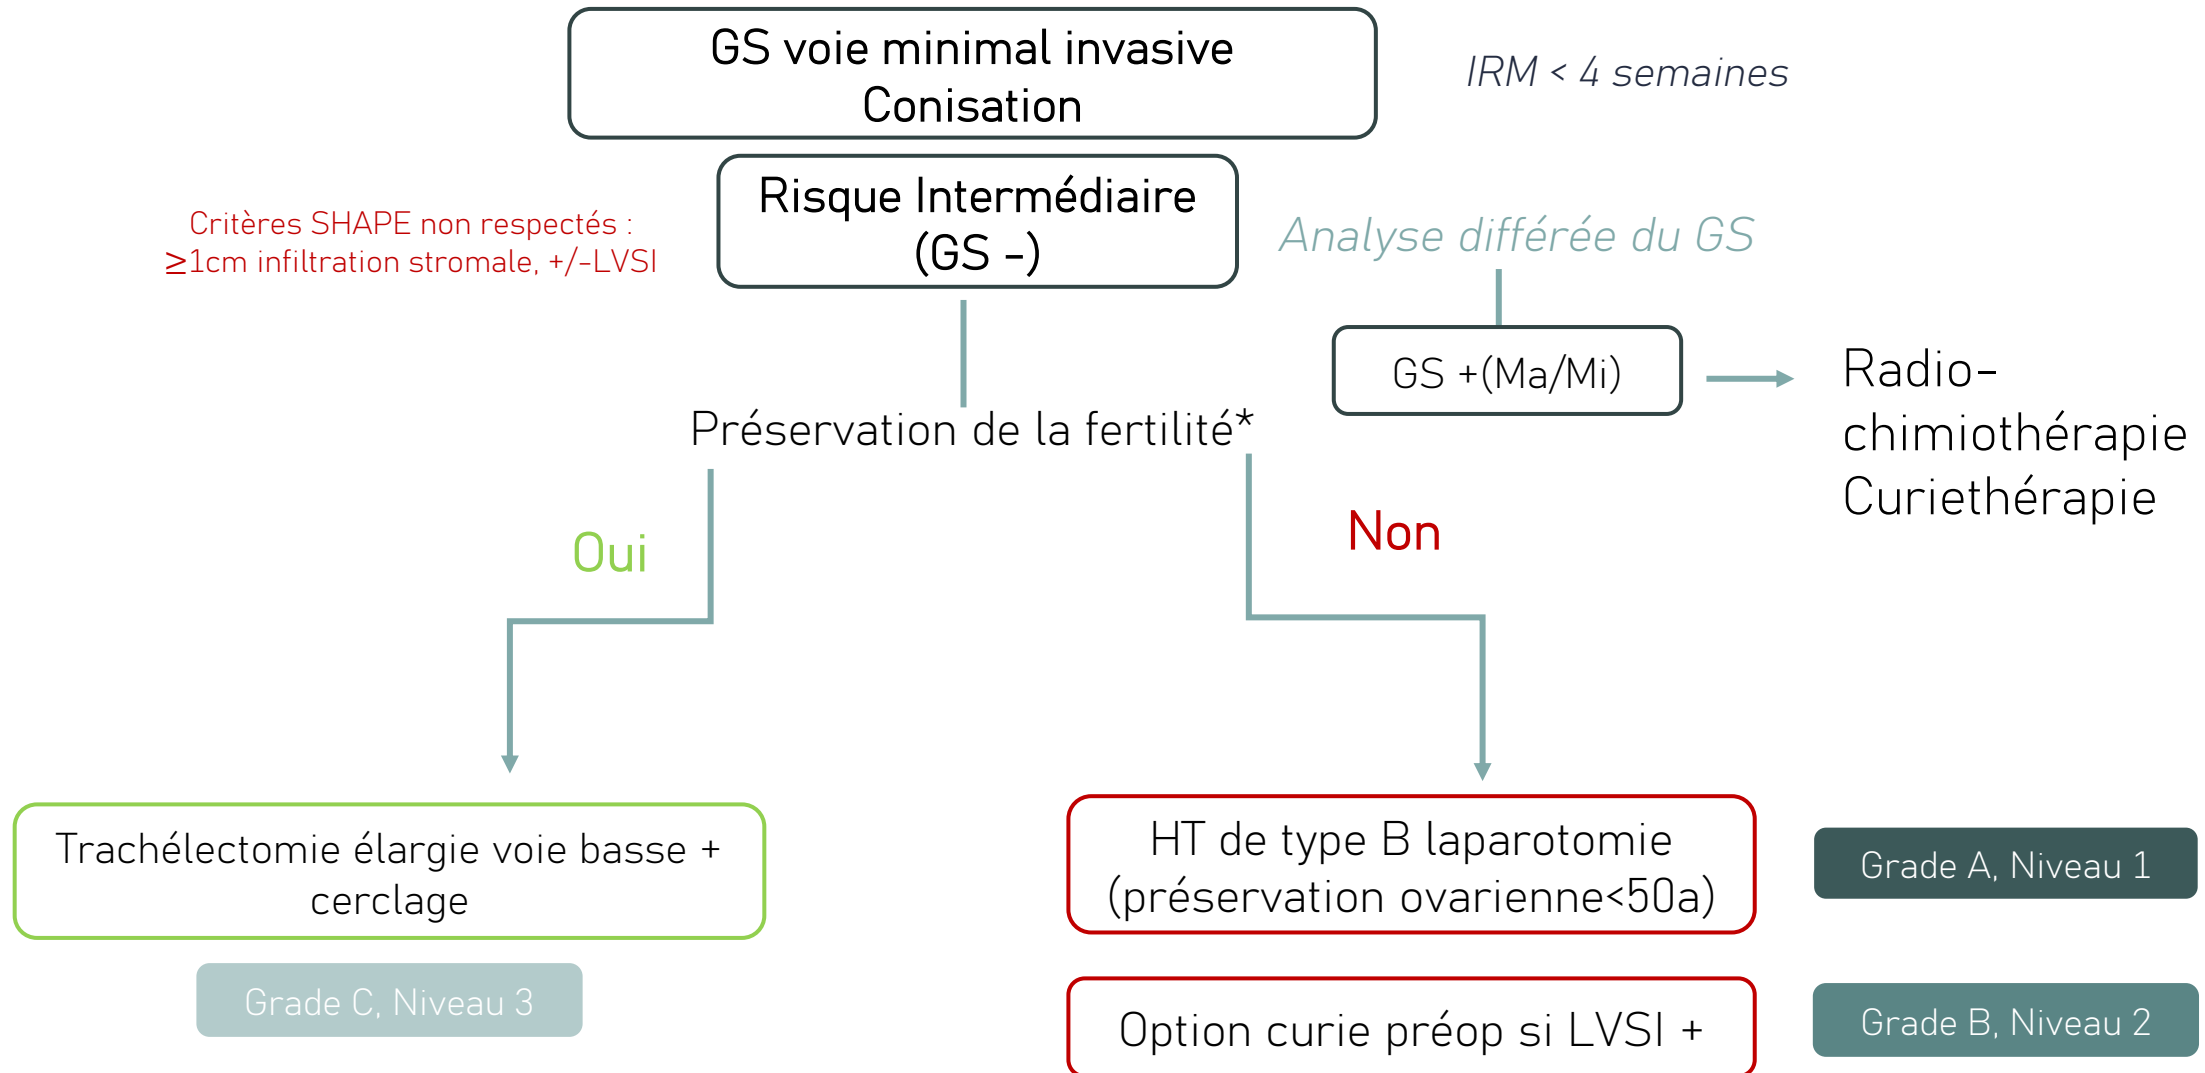 GS voie minimal invasive
Conisation
IRM < 4 semaines
Risque Intermédiaire
(GS -)
Critères SHAPE non respectés :
≥1cm infiltration stromale, +/-LVSI
Analyse différée du GS
GS +(Ma/Mi)
Radio-
chimiothérapie
Curiethérapie
Préservation de la fertilité*
Oui
Non
Trachélectomie élargie voie basse +
cerclage
Grade C, Niveau 3
HT de type B laparotomie
(préservation ovarienne<50a)
Grade A, Niveau 1
Option curie préop si LVSI +
Grade B, Niveau 2